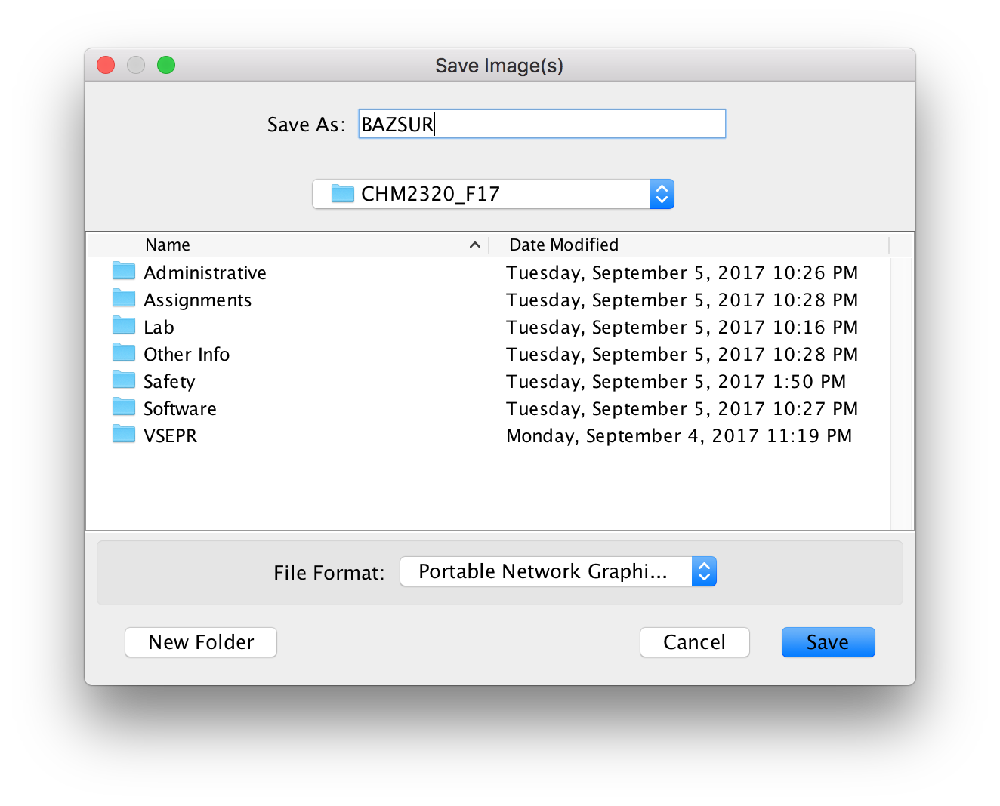 Save Image(s)
Save As: BAZSUR
CHM2320_F17
Name Date Modified
Administrative Tuesday, September 5, 2017 10:26 PM
Assignments Tuesday, September 5, 2017 10:28 PM
Lab Tuesday, September 5, 2017 10:16 PM
Other Info Tuesday, September 5, 2017 10:28 PM
Safety Tuesday, September 5, 2017 1:50 PM
Software Tuesday, September 5, 2017 10:27 PM
VSEPR Monday, September 4, 2017 11:19 PM
File Format: Portable Network Graphi...
New Folder Cancel Save